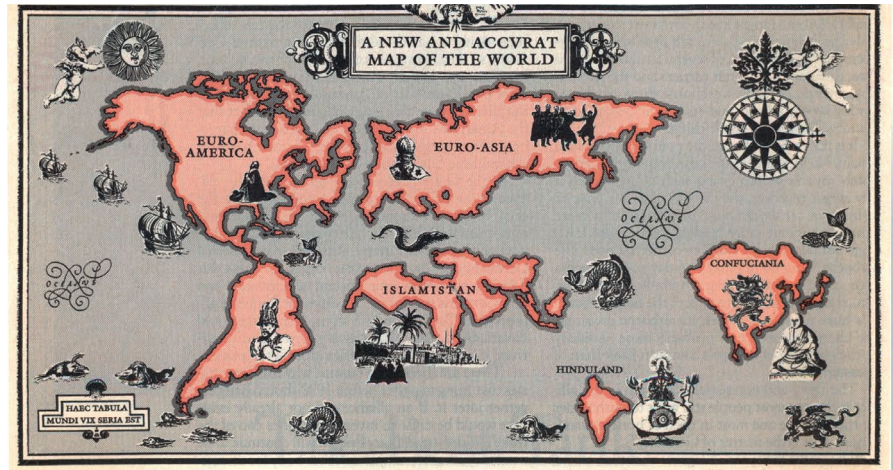 A NEW AND ACCVRAT
MAP OF THE WORLD
EURO-
AMERICA
EURO-ASIA
ISLAMISTAN
CONFUCIANIA
HINDULAND
HAEC TABULA
MUNDI VIX SERIA EST